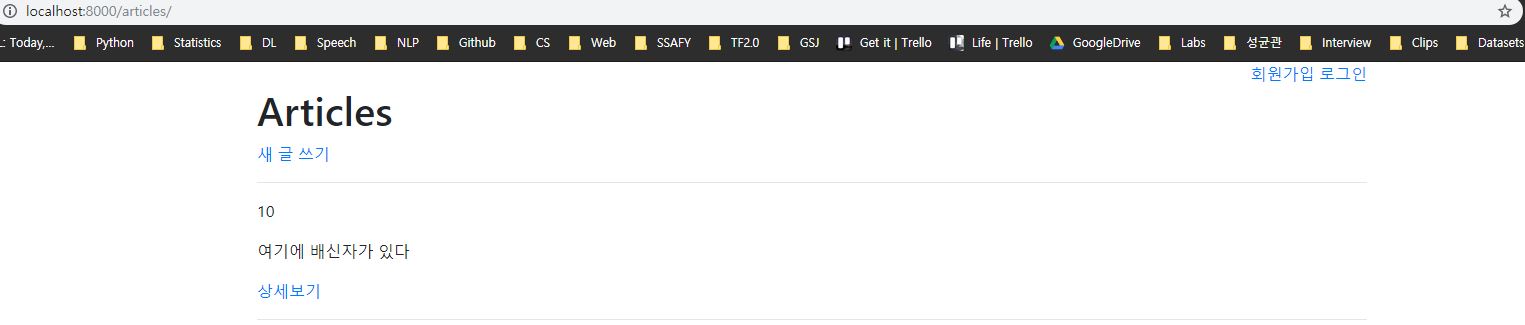 localhost:8000/articles/
L: Today,... Python Statistics DL Speech NLP Github CS Web SSAFY TF2.0 GSJ Get it | Trello Life | Trello GoogleDrive Labs 성균관 Interview Clips Datasets
회원가입 로그인
Articles
새 글 쓰기
10
여기에 배신자가 있다
상세보기